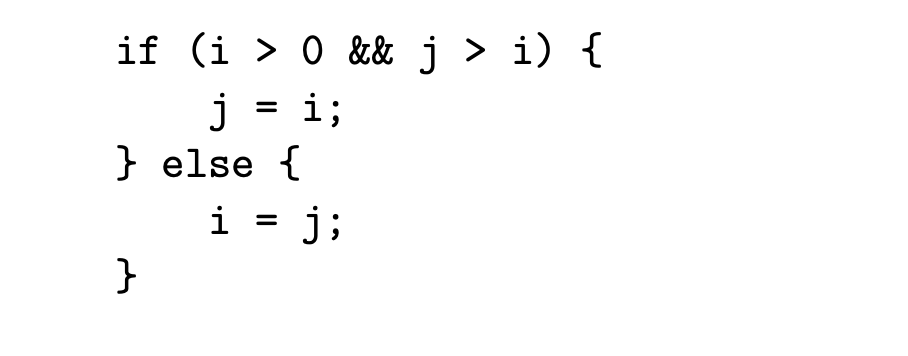 if (i > 0 && j > i) {
    j = i;
} else {
    i = j;
}